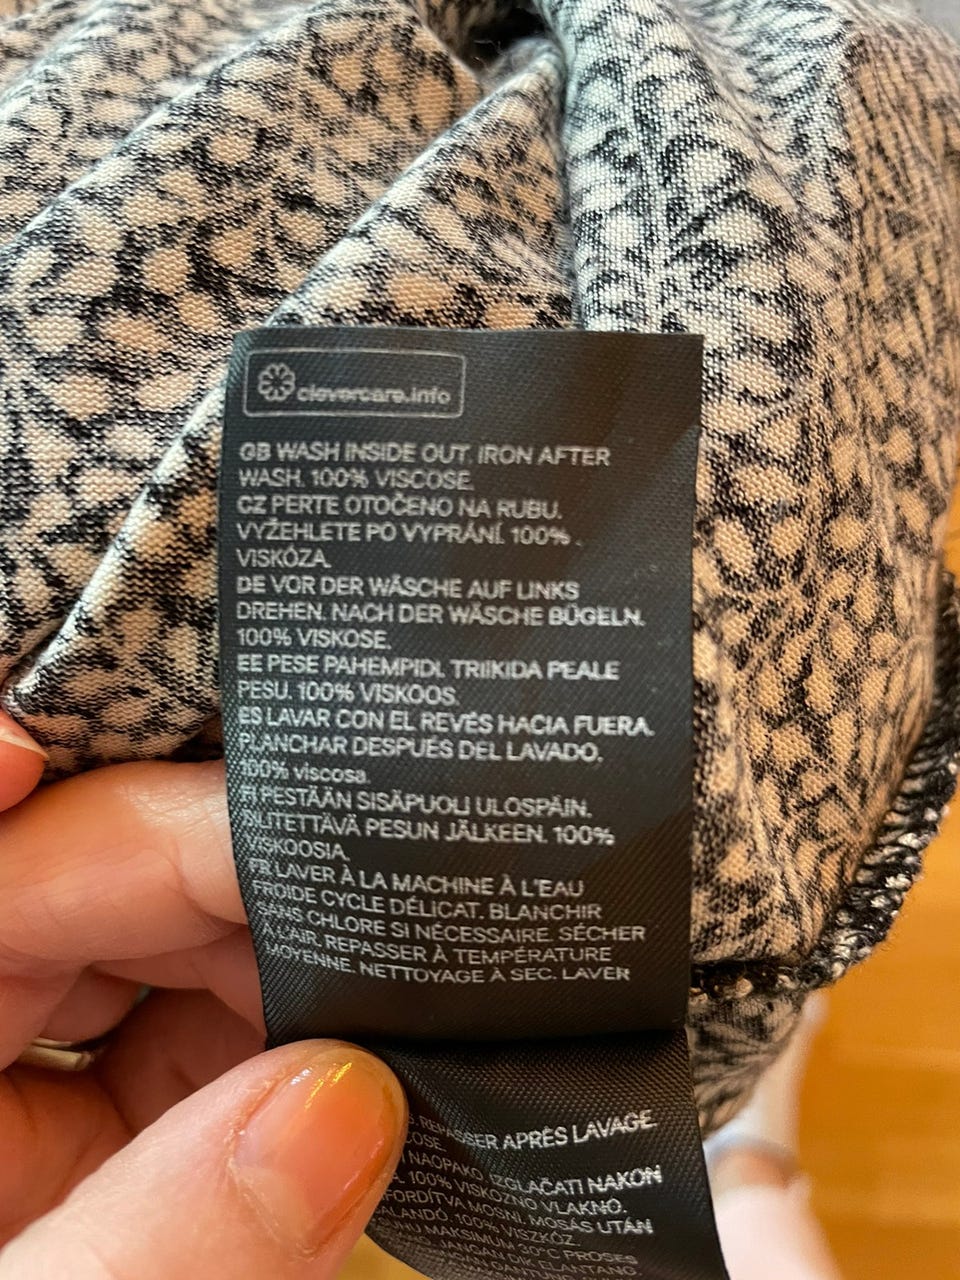 clevercare.info
GB WASH INSIDE OUT. IRON AFTER
WASH. 100% VISCOSE.
CZ PERTE OTOČENO NA RUBU.
VYŽEHLETE PO VYPRÁNÍ. 100%
VISKÓZA.
DE VOR DER WÄSCHE AUF LINKS
DREHEN. NACH DER WÄSCHE BÜGELN.
100% VISKOSE.
EE PESE PAHEMPIDI. TRIIKIDA PEALE
PESU. 100% VISKOOS.
ES LAVAR CON EL REVÉS HACIA FUERA.
PLANCHAR DESPUÉS DEL LAVADO.
100% viscosa.
FI PESTÄÄN SISÄPUOLI ULOSPÄIN.
SILITETTÄVÄ PESUN JÄLKEEN. 100%
VISKOOSIA.
FR LAVER À LA MACHINE À L'EAU
FROIDE CYCLE DÉLICAT. BLANCHIR
SANS CHLORE SI NÉCESSAIRE. SÉCHER
À L'AIR. REPASSER À TEMPÉRATURE
MOYENNE. NETTOYAGE À SEC. LAVER
REPASSER APRÈS LAVAGE.
NAOPAKO. IZGLAČATI NAKON
100% VISKOZNO VLAKNO.
MOSNI. MOSÁS UTÁN
100% VISZKÓZ.
MAKSIMUM 30°C PROSES
DIK ELANTANG.